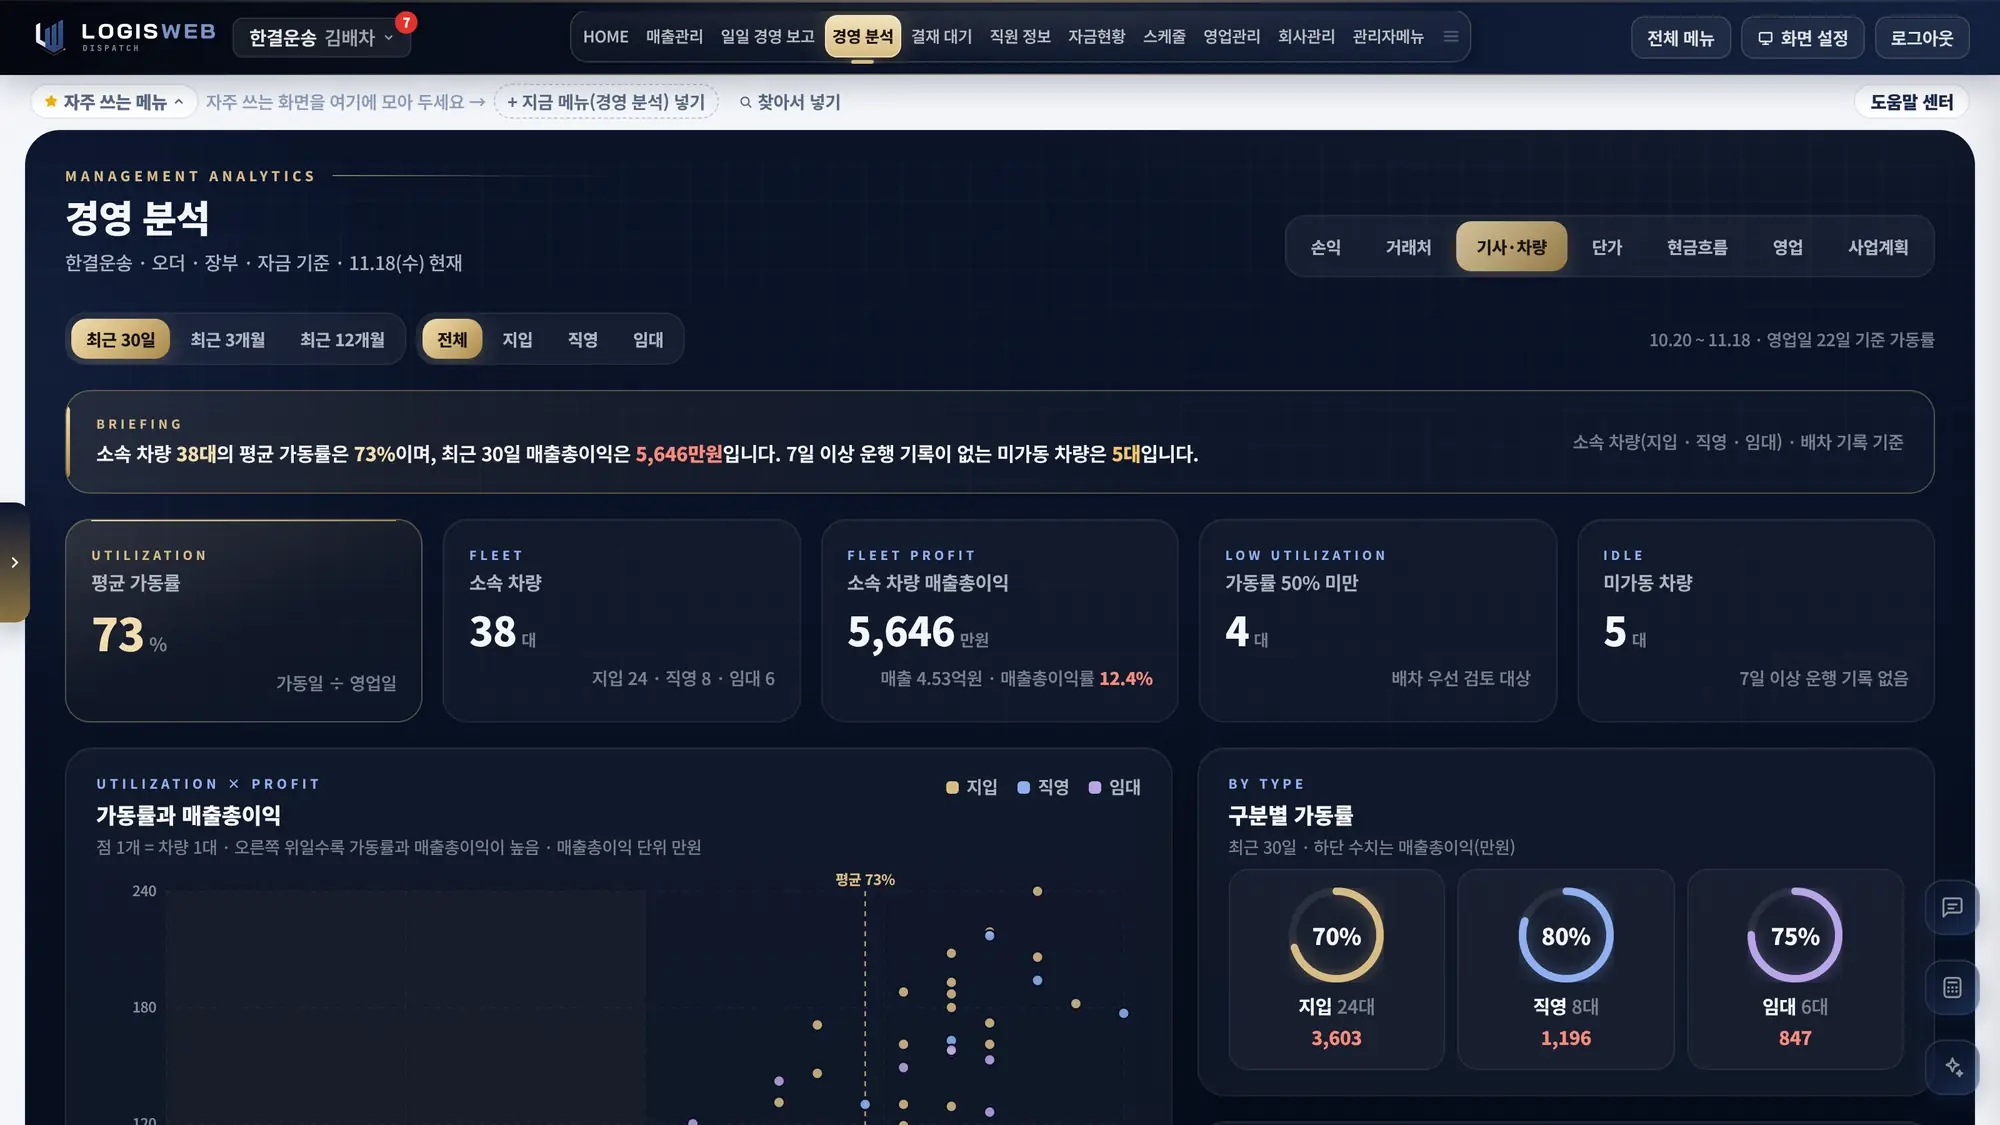 LOGISWEB
DISPATCH
한결운송 김배차
7
HOME 매출관리 일일 경영 보고 경영 분석 결재 대기 직원 정보 자금현황 스케줄 영업관리 회사관리 관리자메뉴
전체 메뉴 화면 설정 로그아웃
자주 쓰는 메뉴 자주 쓰는 화면을 여기에 모아 두세요 → + 지금 메뉴(경영 분석) 넣기 찾아서 넣기
도움말 센터
MANAGEMENT ANALYTICS
경영 분석
한결운송 · 오더 · 장부 · 자금 기준 · 11.18(수) 현재
손익 거래처 기사·차량 단가 현금흐름 영업 사업계획
최근 30일 최근 3개월 최근 12개월 전체 지입 직영 임대
10.20 ~ 11.18 · 영업일 22일 기준 가동률
BRIEFING
소속 차량 38대의 평균 가동률은 73%이며, 최근 30일 매출총이익은 5,646만원입니다. 7일 이상 운행 기록이 없는 미가동 차량은 5대입니다.
소속 차량(지입 · 직영 · 임대) · 배차 기록 기준
UTILIZATION
평균 가동률
73 %
가동일 ÷ 영업일
FLEET
소속 차량
38 대
지입 24 · 직영 8 · 임대 6
FLEET PROFIT
소속 차량 매출총이익
5,646 만원
매출 4.53억원 · 매출총이익률 12.4%
LOW UTILIZATION
가동률 50% 미만
4 대
배차 우선 검토 대상
IDLE
미가동 차량
5 대
7일 이상 운행 기록 없음
UTILIZATION × PROFIT
가동률과 매출총이익
점 1개 = 차량 1대 · 오른쪽 위일수록 가동률과 매출총이익이 높음 · 매출총이익 단위 만원
지입 직영 임대
평균 73%
240
180
120
BY TYPE
구분별 가동률
최근 30일 · 하단 수치는 매출총이익(만원)
70%
지입 24대
3,603
80%
직영 8대
1,196
75%
임대 6대
847